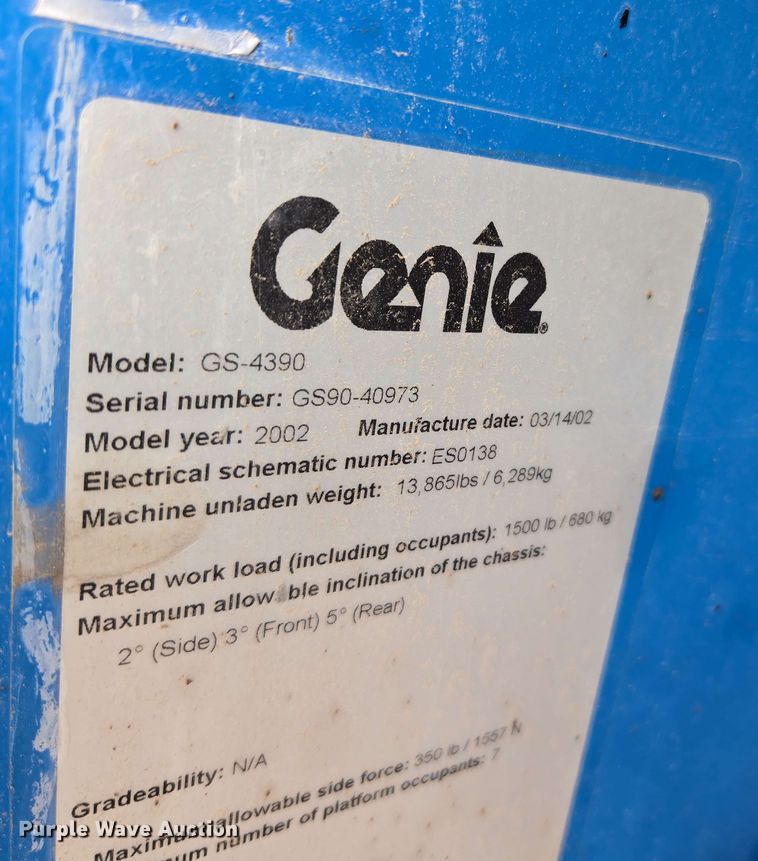 Genie
Model: GS-4390
Serial number: GS90-40973
Model year: 2002 Manufacture date: 03/14/02
Electrical schematic number: ES0138
Machine unladen weight: 13,865lbs / 6,289kg
Rated work load (including occupants): 1500 lb / 680 kg
Maximum allow ble inclination of the chassis:
2° (Side) 3° (Front) 5° (Rear)
Gradeability: N/A
Maximum allowable side force: 350 lb / 1557 N
um number of platform occupants: 7
Purple Wave Auction